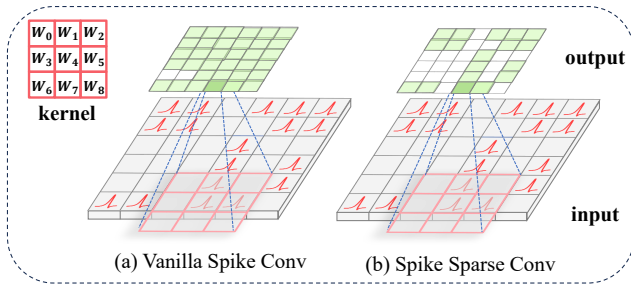 W₀ W₁ W₂
W₃ W₄ W₅
W₆ W₇ W₈
kernel
output
input
(a) Vanilla Spike Conv
(b) Spike Sparse Conv